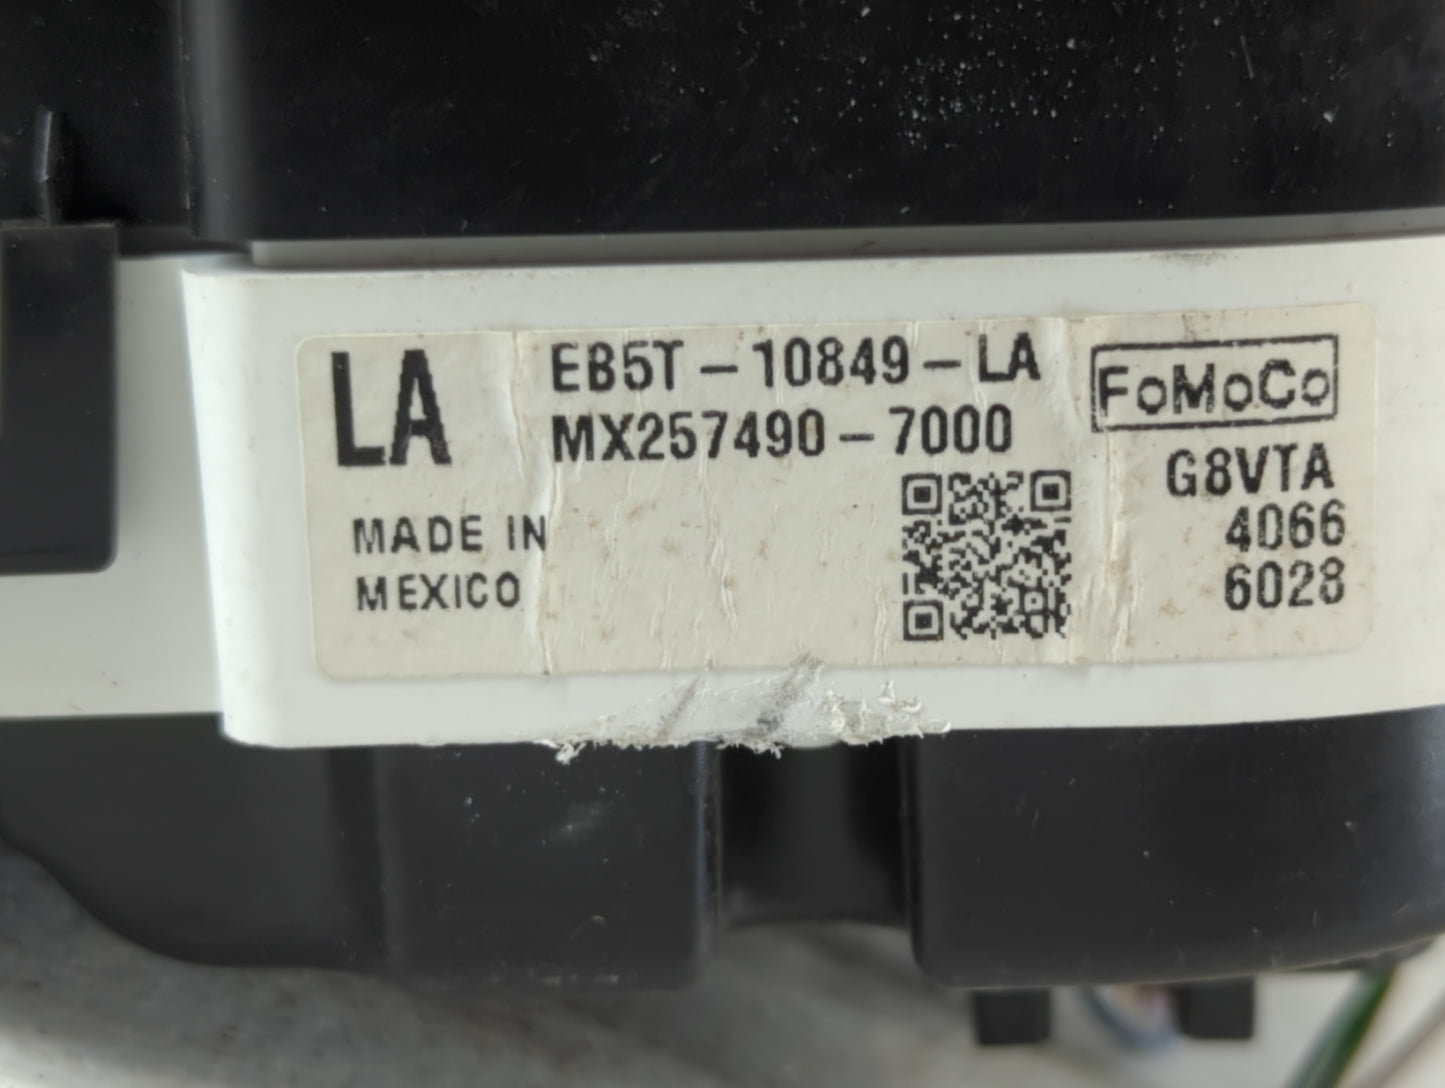 LA
EB5T-10849-LA
MX257490-7000
FoMoCo
G8VTA
4066
6028
MADE IN
MEXICO